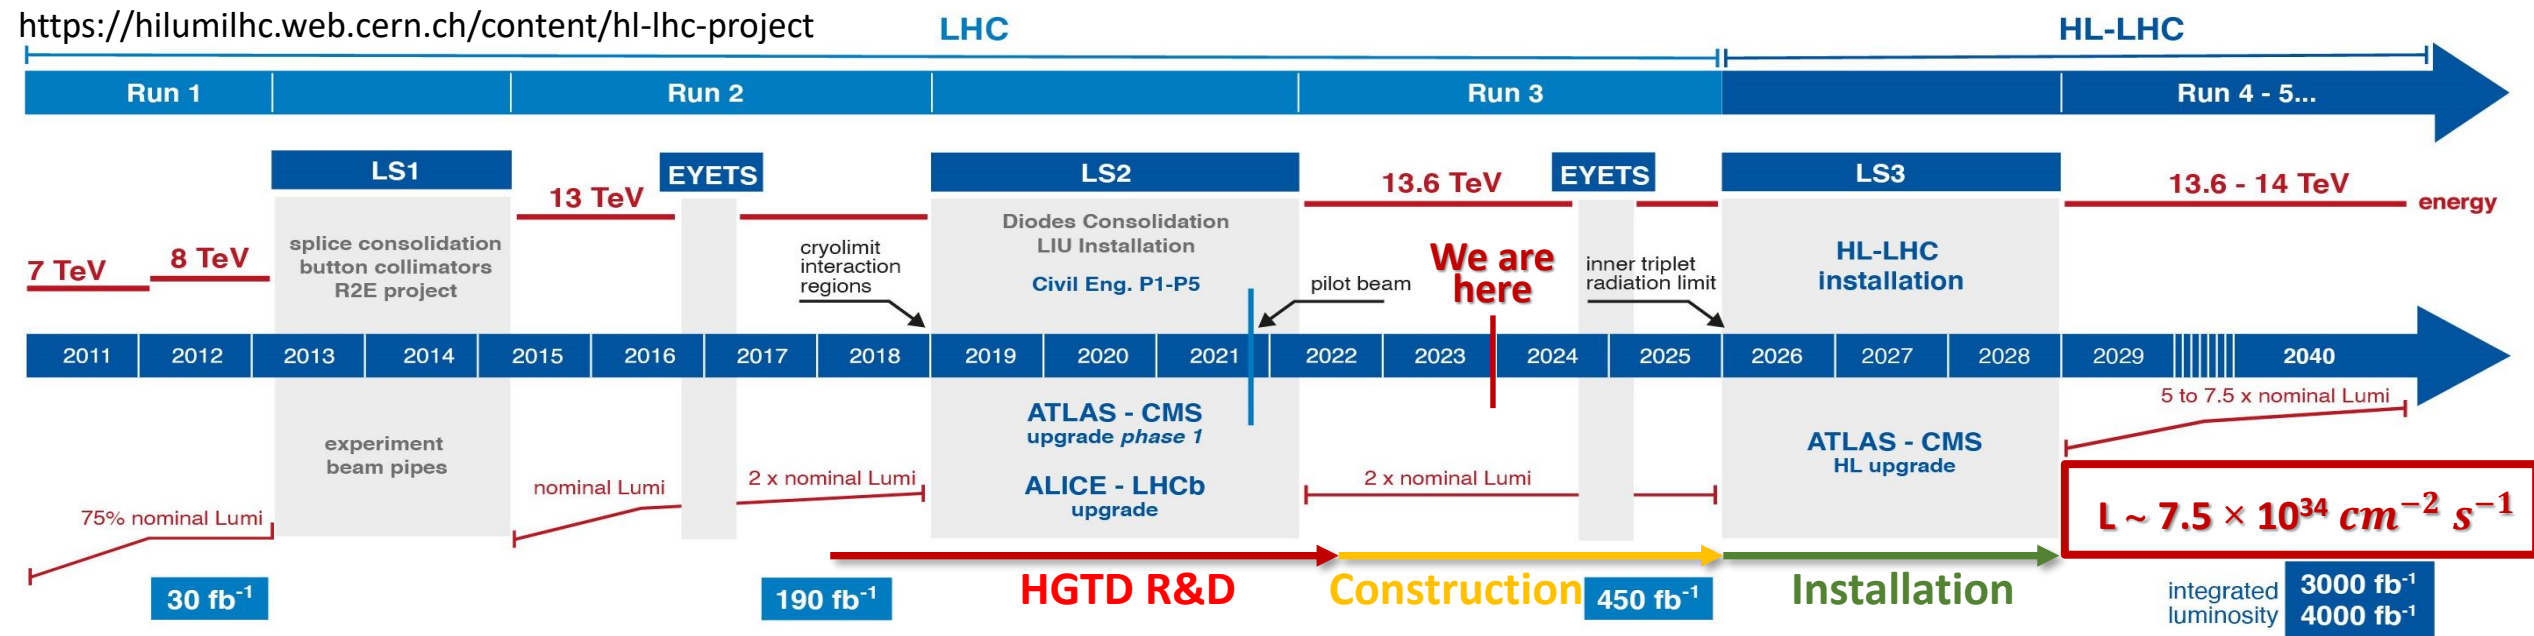 https://hilumilhc.web.cern.ch/content/hl-lhc-project
LHC
HL-LHC
Run 1
Run 2
Run 3
Run 4 - 5...
LS1
EYETS
LS2
EYETS
LS3
7 TeV
8 TeV
13 TeV
13.6 TeV
13.6 - 14 TeV
energy
splice consolidation
button collimators
R2E project
cryolimit
interaction
regions
Diodes Consolidation
LIU Installation
Civil Eng. P1-P5
pilot beam
We are
here
inner triplet
radiation limit
HL-LHC
installation
2011 2012 2013 2014 2015 2016 2017 2018 2019 2020 2021 2022 2023 2024 2025 2026 2027 2028 2029 2040
experiment
beam pipes
75% nominal Lumi
nominal Lumi
2 x nominal Lumi
ATLAS - CMS
upgrade phase 1
ALICE - LHCb
upgrade
2 x nominal Lumi
ATLAS - CMS
HL upgrade
5 to 7.5 x nominal Lumi
L ~ 7.5 × 10³⁴ cm⁻² s⁻¹
HGTD R&D
Construction
Installation
30 fb⁻¹
190 fb⁻¹
450 fb⁻¹
integrated
luminosity
3000 fb⁻¹
4000 fb⁻¹